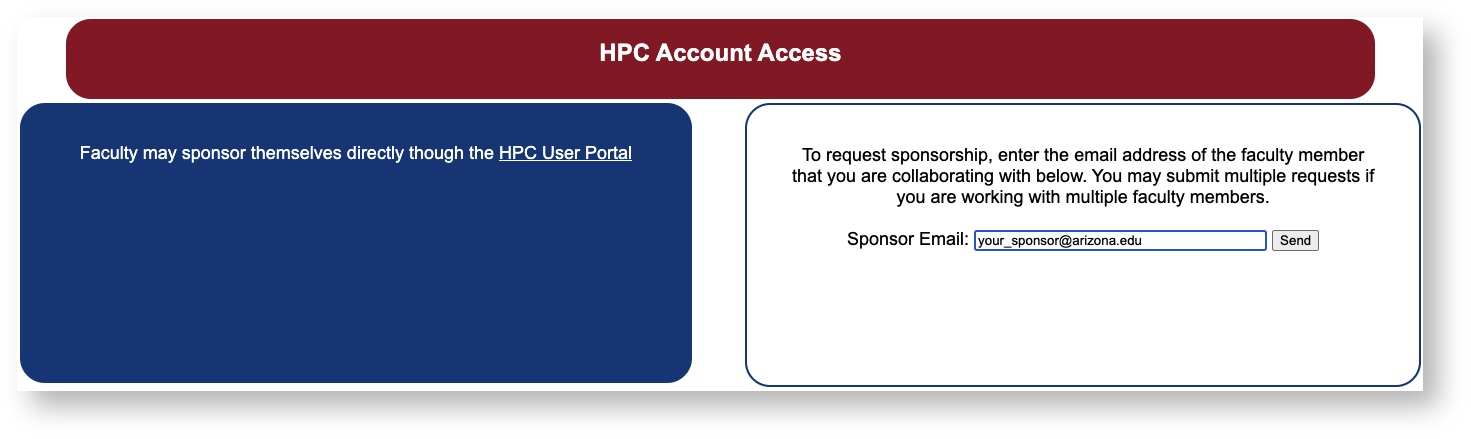 HPC Account Access
Faculty may sponsor themselves directly though the HPC User Portal
To request sponsorship, enter the email address of the faculty member
that you are collaborating with below. You may submit multiple requests if
you are working with multiple faculty members.
Sponsor Email: your_sponsor@arizona.edu Send